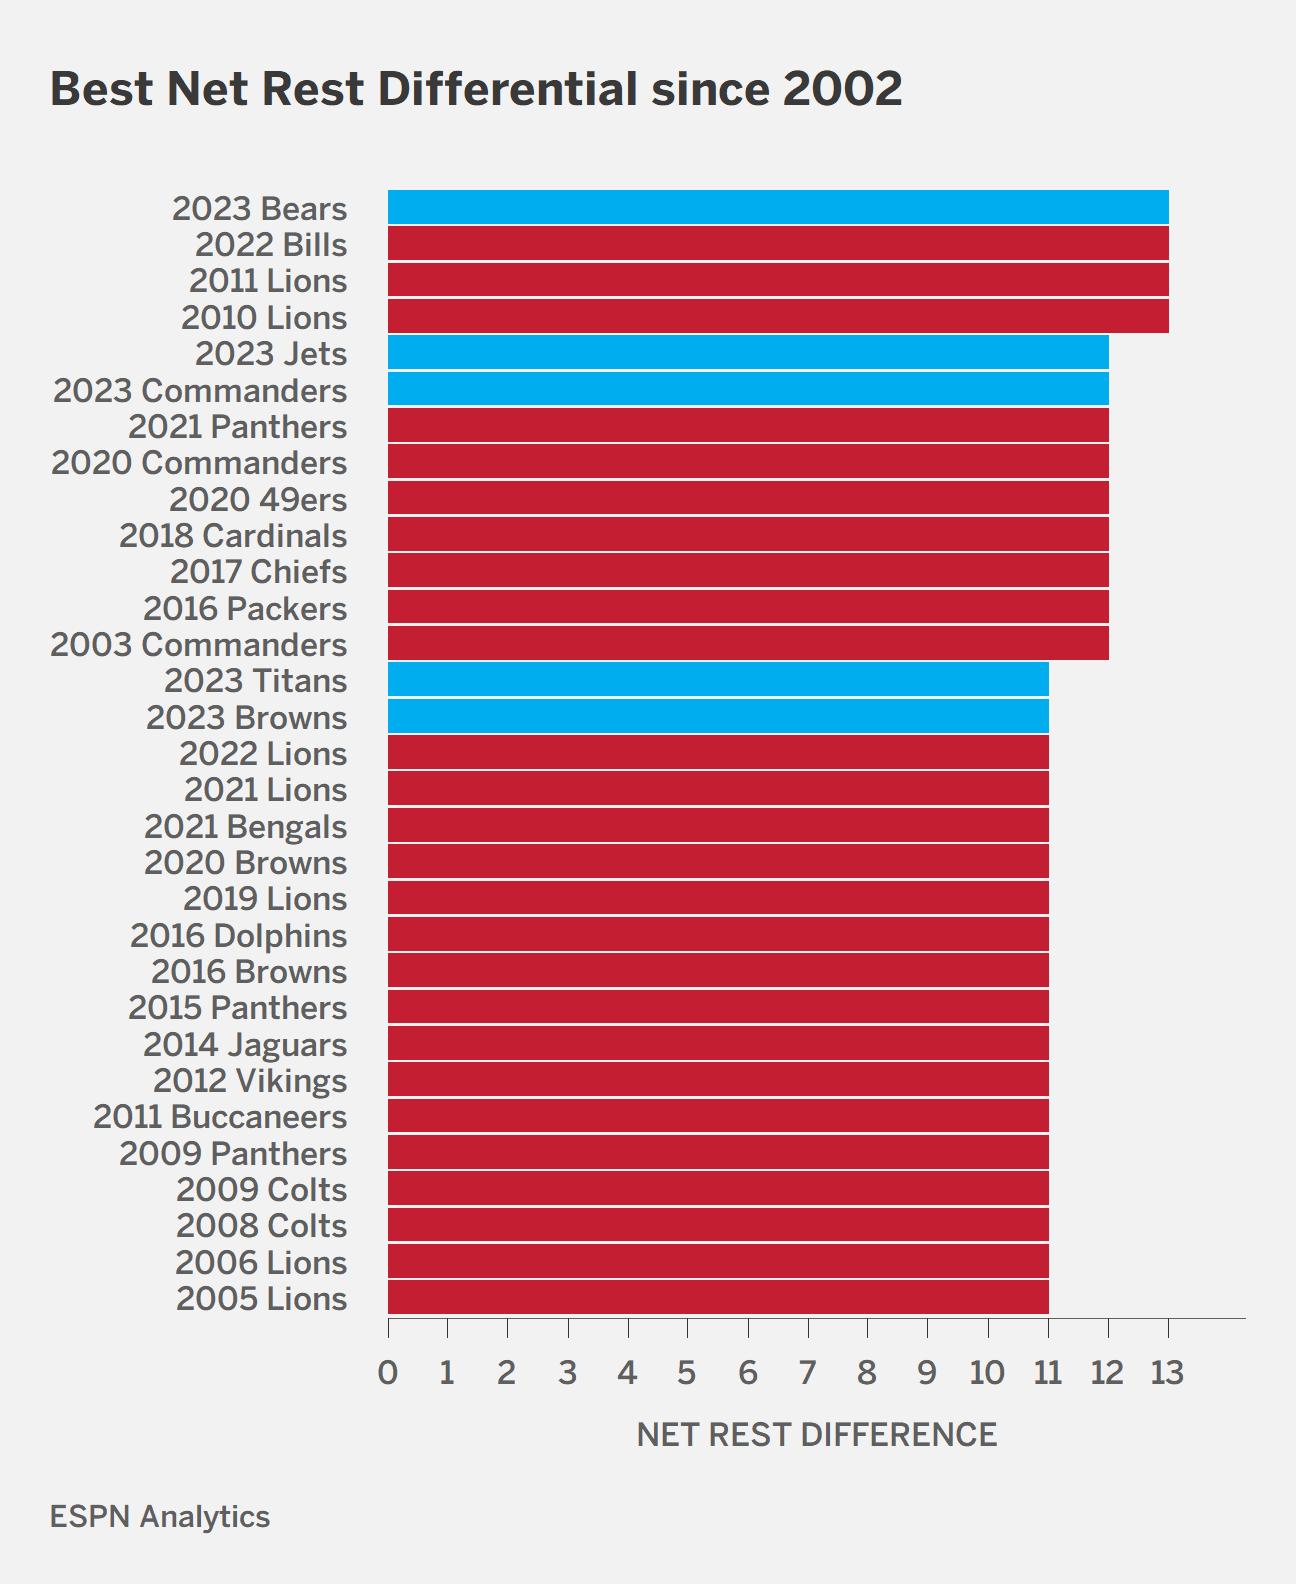 Best Net Rest Differential since 2002
2023 Bears
2022 Bills
2011 Lions
2010 Lions
2023 Jets
2023 Commanders
2021 Panthers
2020 Commanders
2020 49ers
2018 Cardinals
2017 Chiefs
2016 Packers
2003 Commanders
2023 Titans
2023 Browns
2022 Lions
2021 Lions
2021 Bengals
2020 Browns
2019 Lions
2016 Dolphins
2016 Browns
2015 Panthers
2014 Jaguars
2012 Vikings
2011 Buccaneers
2009 Panthers
2009 Colts
2008 Colts
2006 Lions
2005 Lions
0 1 2 3 4 5 6 7 8 9 10 11 12 13
NET REST DIFFERENCE
ESPN Analytics